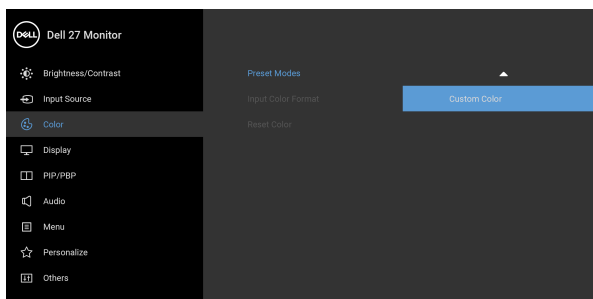 DELL Dell 27 Monitor
Brightness/Contrast
Preset Modes
Input Source
Input Color Format
Custom Color
Color
Reset Color
Display
PIP/PBP
Audio
Menu
Personalize
Others